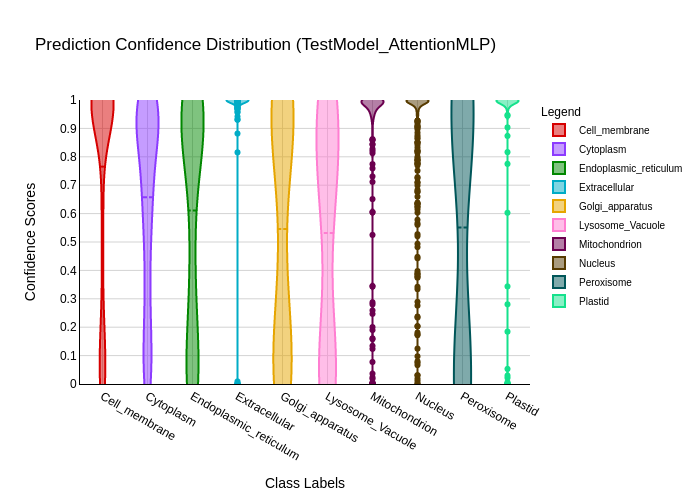 Prediction Confidence Distribution (TestModel_AttentionMLP)
Legend
Cell_membrane
Cytoplasm
Endoplasmic_reticulum
Extracellular
Golgi_apparatus
Lysosome_Vacuole
Mitochondrion
Nucleus
Peroxisome
Plastid
Confidence Scores
1
0.9
0.8
0.7
0.6
0.5
0.4
0.3
0.2
0.1
0
Cell_membrane
Cytoplasm
Endoplasmic_reticulum
Extracellular
Golgi_apparatus
Lysosome_Vacuole
Mitochondrion
Nucleus
Peroxisome
Plastid
Class Labels